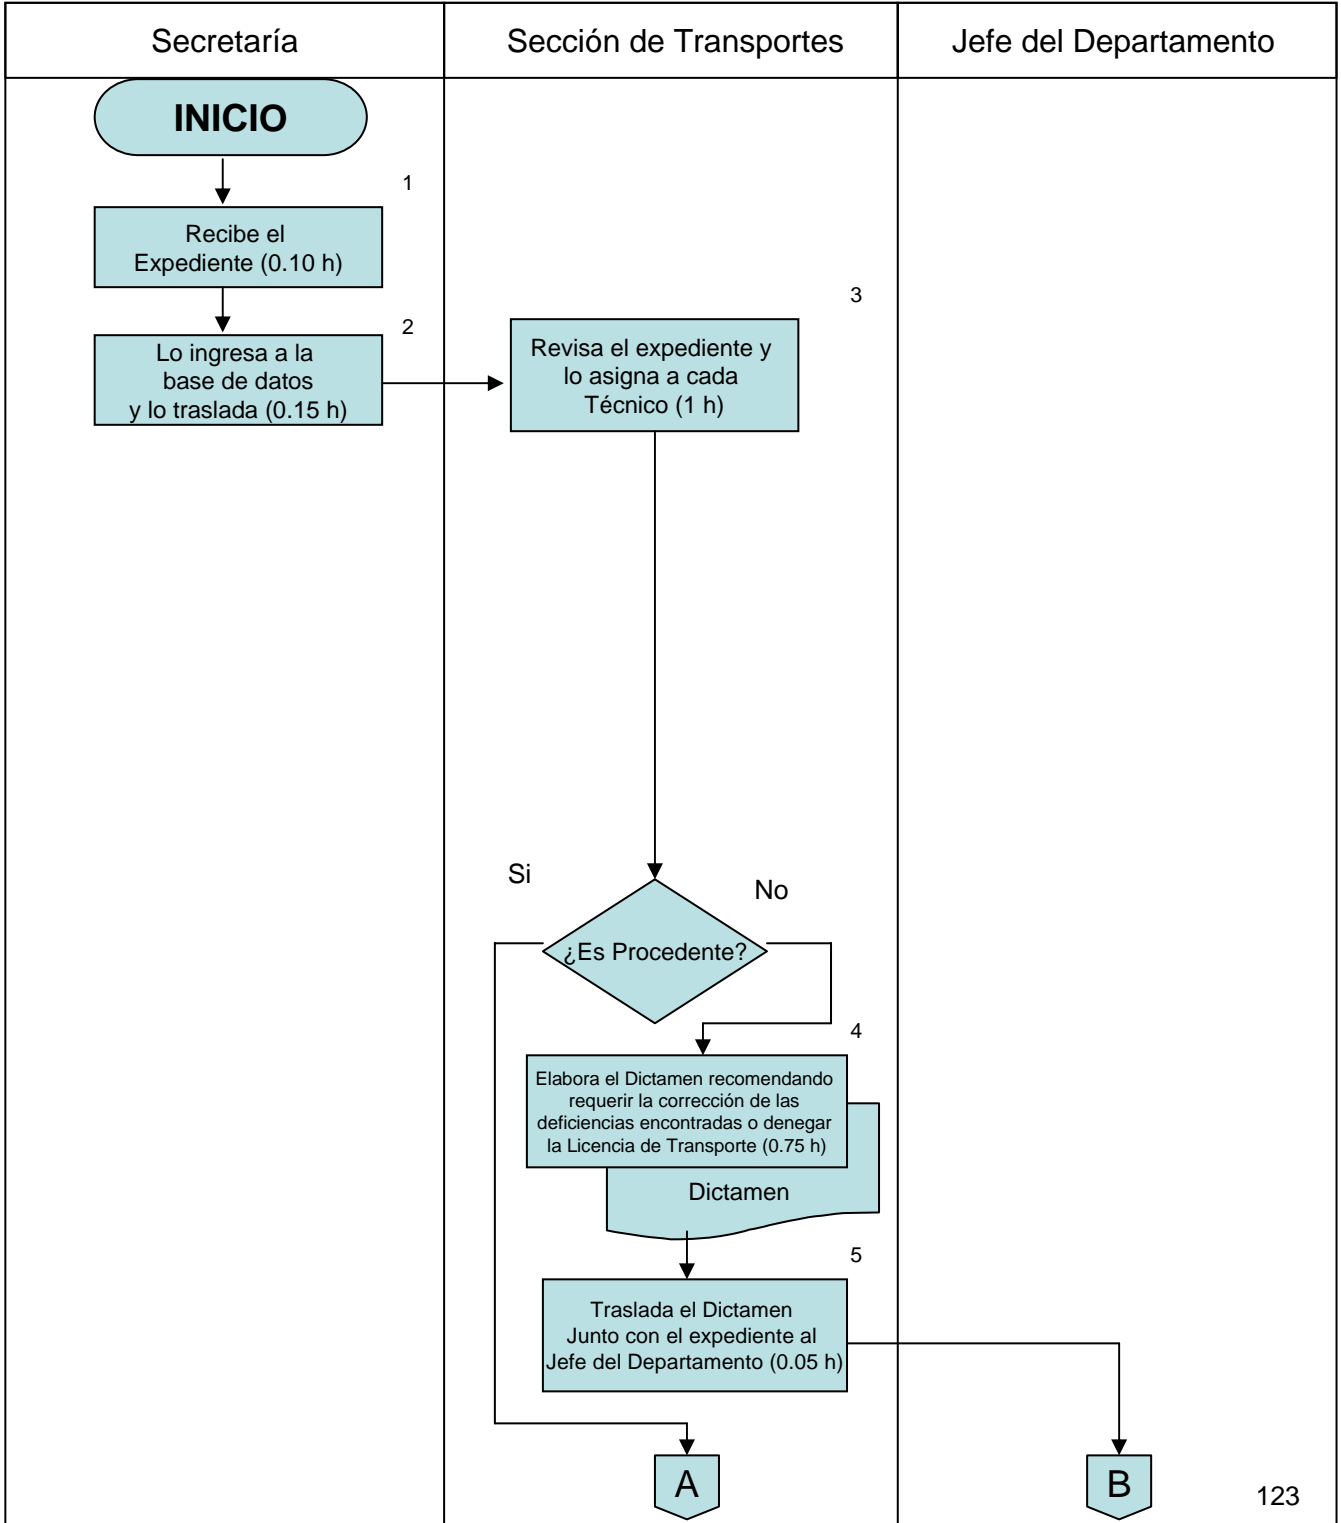 Secretaría
Sección de Transportes
Jefe del Departamento
INICIO
1
Recibe el
Expediente (0.10 h)
2
Lo ingresa a la
base de datos
y lo traslada (0.15 h)
3
Revisa el expediente y
lo asigna a cada
Técnico (1 h)
Si
No
¿Es Procedente?
4
Elabora el Dictamen recomendando
requerir la corrección de las
deficiencias encontradas o denegar
la Licencia de Transporte (0.75 h)
Dictamen
5
Traslada el Dictamen
Junto con el expediente al
Jefe del Departamento (0.05 h)
A
B
123